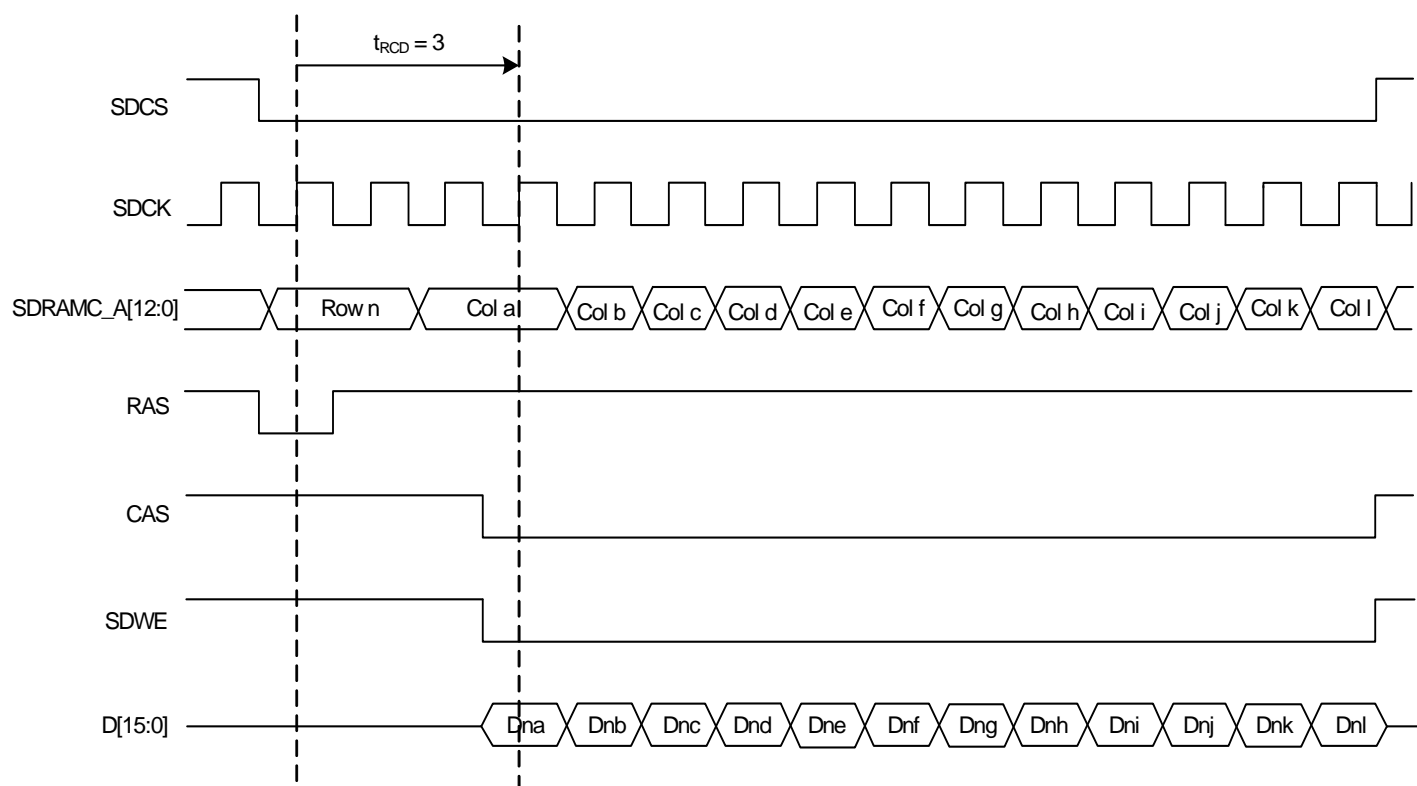 tRCD = 3
SDCS
SDCK
SDRAMC_A[12:0] Row n Col a Col b Col c Col d Col e Col f Col g Col h Col i Col j Col k Col l
RAS
CAS
SDWE
D[15:0] Dna Dnb Dnc Dnd Dne Dnf Dng Dnh Dni Dnj Dnk Dnl